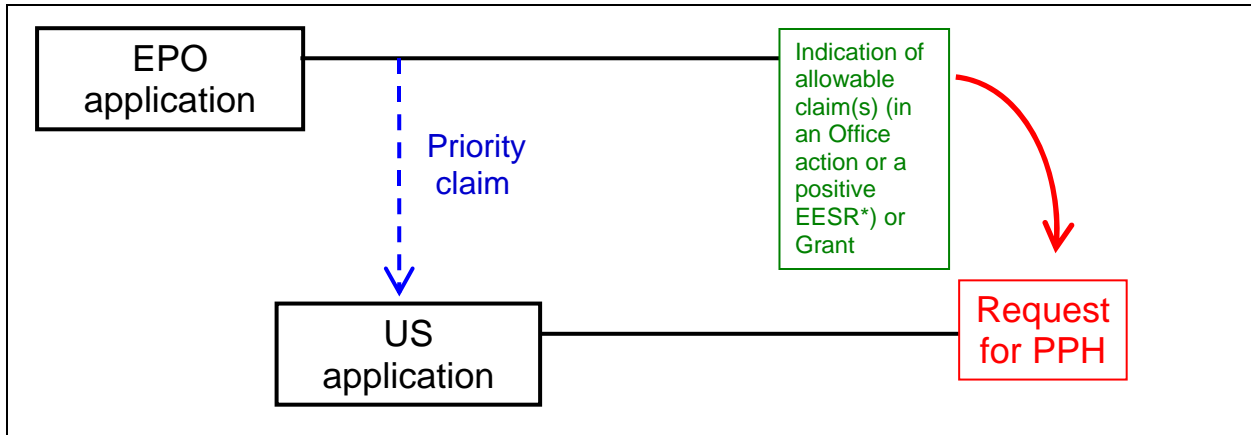 EPO
application
Indication of
allowable
claim(s) (in
an Office
action or a
positive
EESR*) or
Grant
Priority
claim
US
application
Request
for PPH